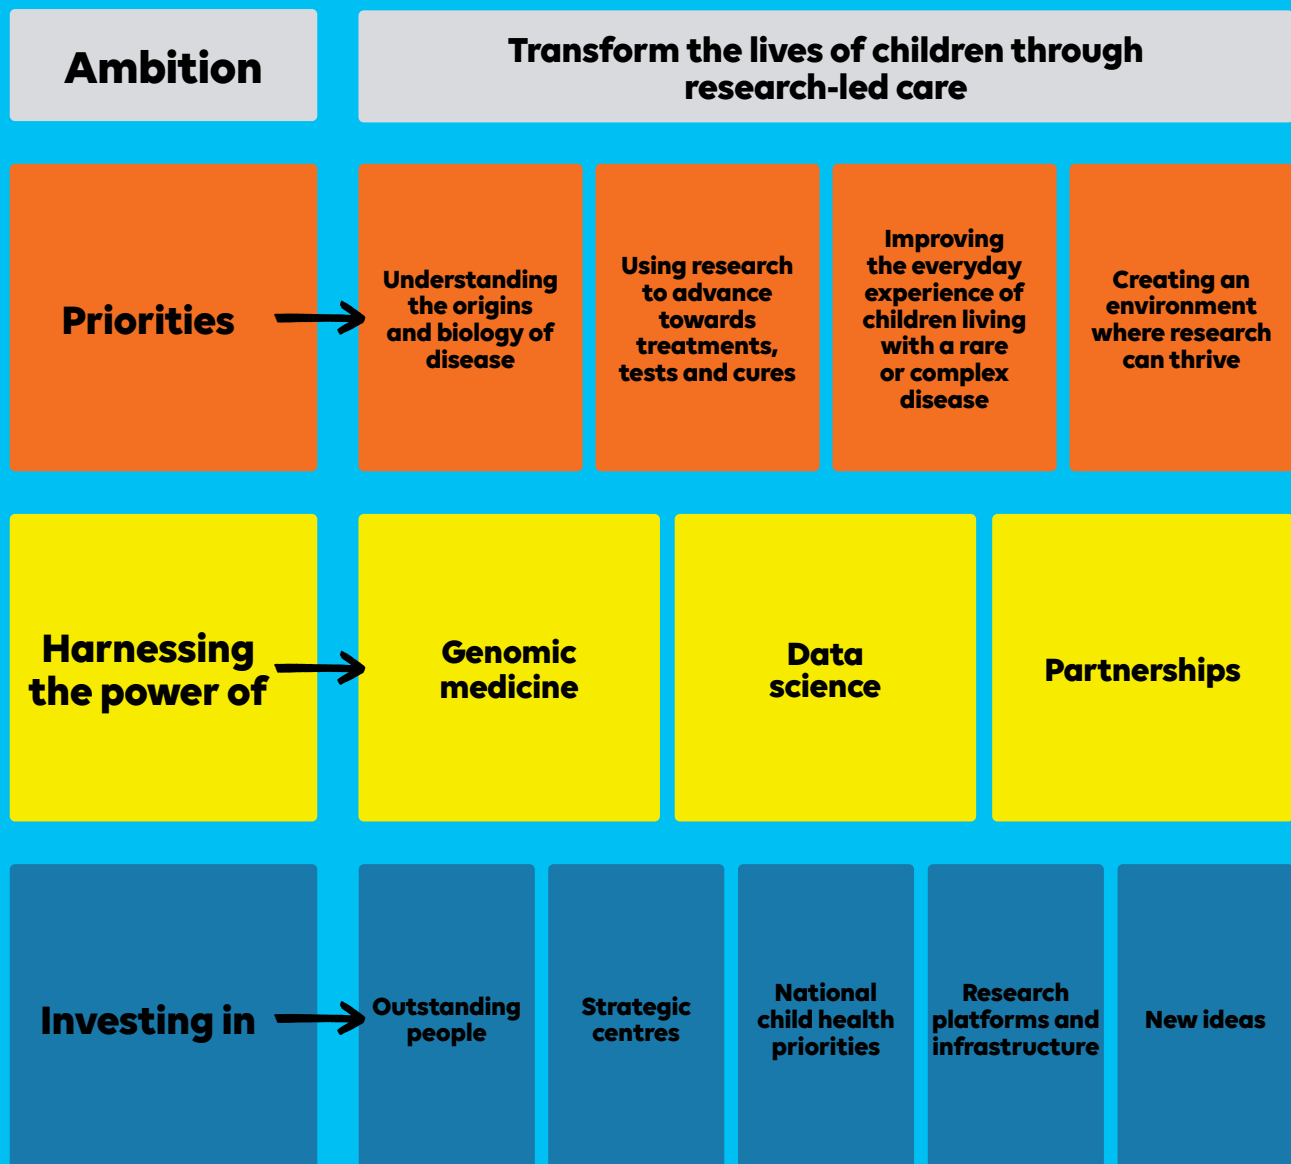 Ambition
Transform the lives of children through
research-led care
Priorities
Understanding
the origins
and biology of
disease
Using research
to advance
towards
treatments,
tests and cures
Improving
the everyday
experience of
children living
with a rare
or complex
disease
Creating an
environment
where research
can thrive
Harnessing
the power of
Genomic
medicine
Data
science
Partnerships
Investing in
Outstanding
people
Strategic
centres
National
child health
priorities
Research
platforms and
infrastructure
New ideas